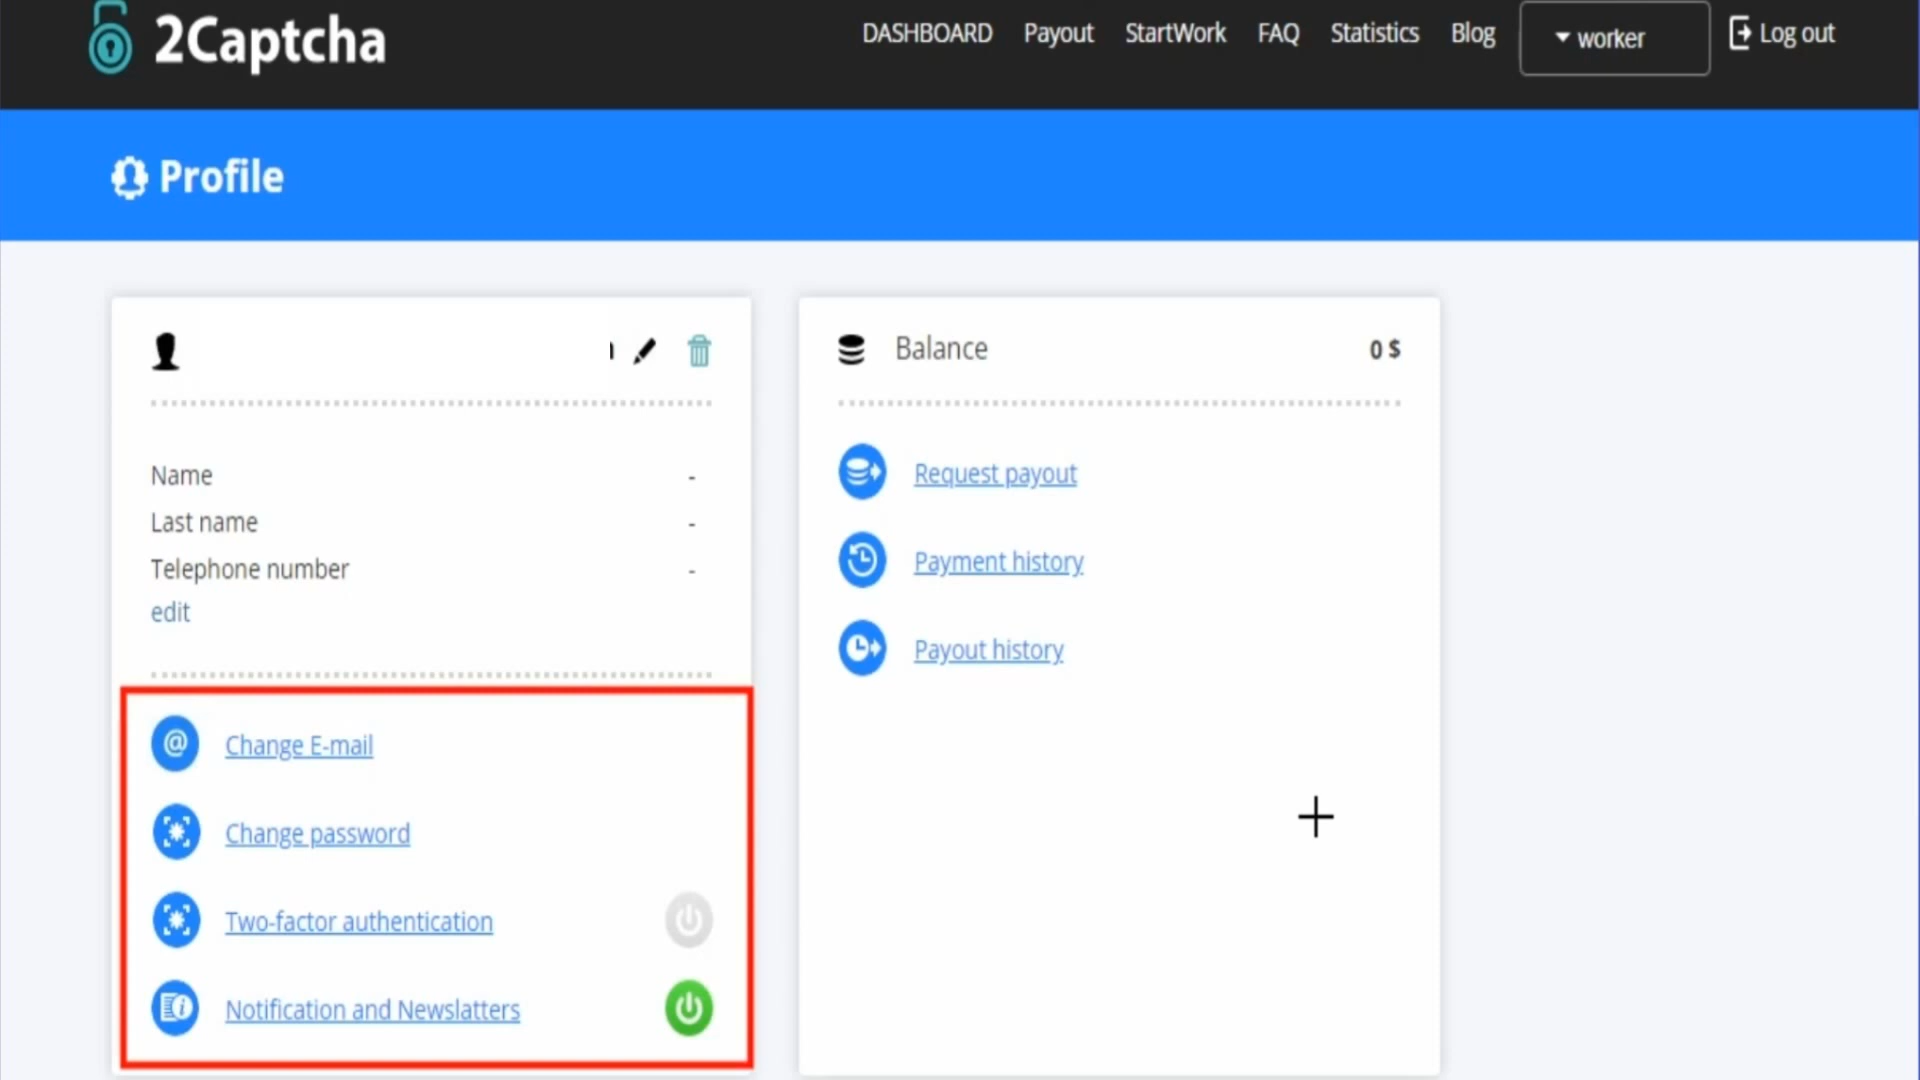 2Captcha
DASHBOARD Payout StartWork FAQ Statistics Blog worker Log out
Profile
Name -
Last name -
Telephone number -
edit
@ Change E-mail
Change password
Two-factor authentication
Notification and Newslatters
Balance 0 $
Request payout
Payment history
Payout history